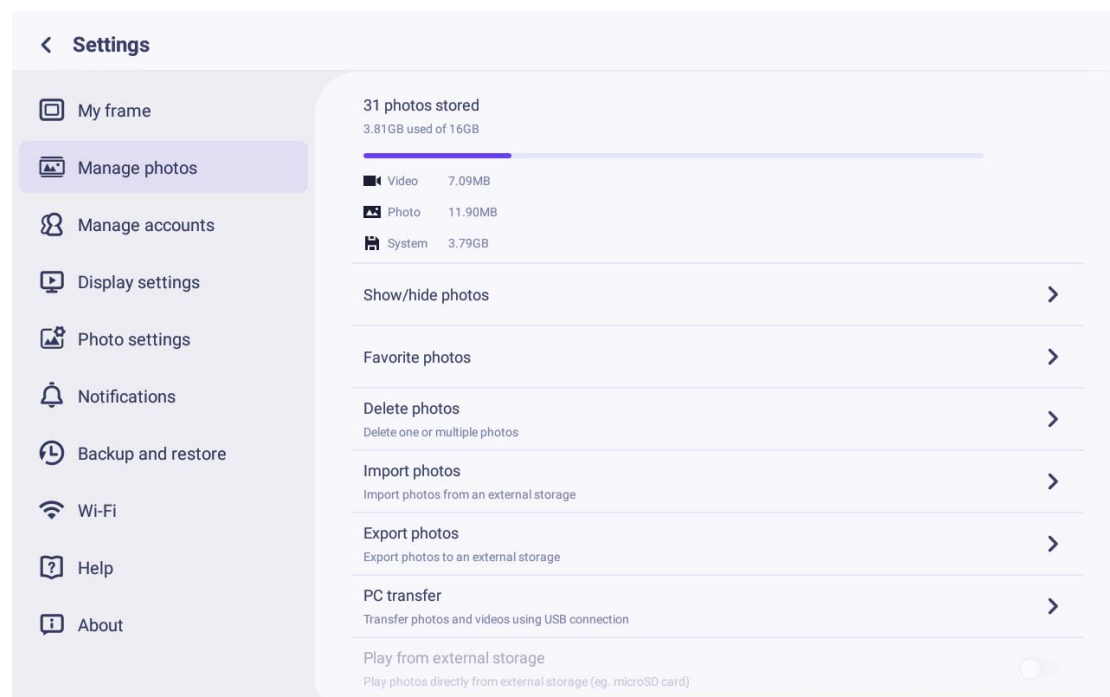 Settings
My frame
Manage photos
Manage accounts
Display settings
Photo settings
Notifications
Backup and restore
Wi-Fi
Help
About
31 photos stored
3.81GB used of 16GB
Video 7.09MB
Photo 11.90MB
System 3.79GB
Show/hide photos
Favorite photos
Delete photos
Delete one or multiple photos
Import photos
Import photos from an external storage
Export photos
Export photos to an external storage
PC transfer
Transfer photos and videos using USB connection
Play from external storage
Play photos directly from external storage (eg. microSD card)